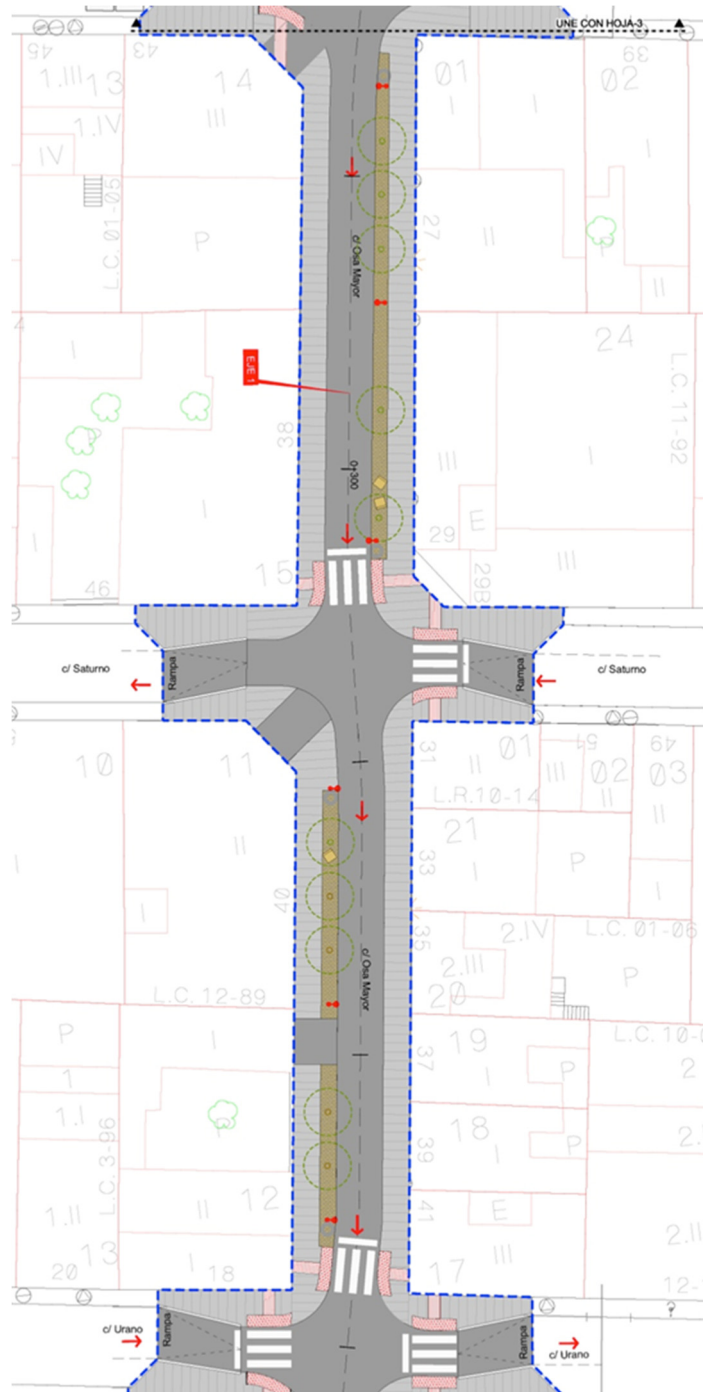 UNE CON HOJA-3
45
43
39
1.III
13
14
01
02
1.IV
III
I
I
IV
L.C. 01-05
P
27
II
c/ Osa Mayor
II
I
24
EJE 1
L.C. 11-92
I
38
0+300
III
I
E
29
III
15
46
29B
c/ Saturno
Rampa
Rampa
c/ Saturno
10
11
31
01
51
49
II
III
02
03
II
L.R.10-14
21
II
33
P
I
I
40
35
2.IV
L.C. 01-06
c/ Osa Mayor
2.III
P
L.C. 12-89
20
P
37
19
L.C. 10-
I
P
2
1
1.I
L.C. 3-96
39
18
I
P
1.II
II
12
41
E
2.II
13
I
III
20
18
17
12-
c/ Urano
Rampa
Rampa
c/ Urano